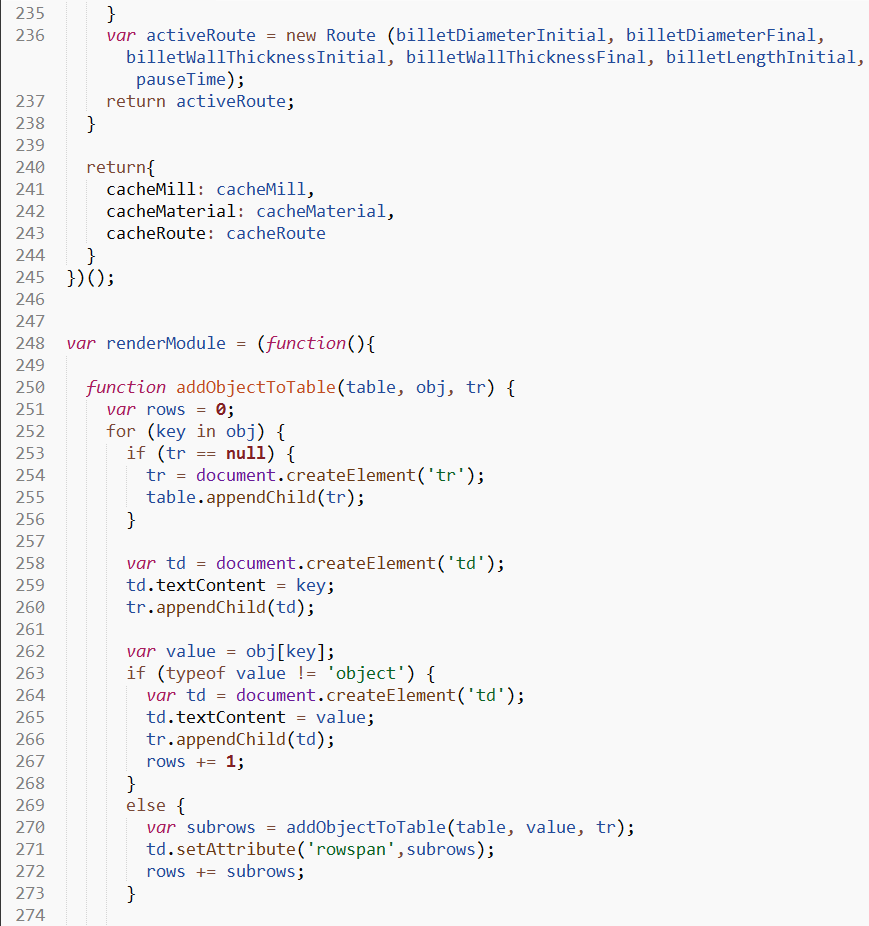 235     }
236     var activeRoute = new Route (billetDiameterInitial, billetDiameterFinal,
          billetWallThicknessInitial, billetWallThicknessFinal, billetLengthInitial,
           pauseTime);
237     return activeRoute;
238   }
239
240   return{
241     cacheMill: cacheMill,
242     cacheMaterial: cacheMaterial,
243     cacheRoute: cacheRoute
244   }
245 })();
246
247
248 var renderModule = (function(){
249
250   function addObjectToTable(table, obj, tr) {
251     var rows = 0;
252     for (key in obj) {
253       if (tr == null) {
254         tr = document.createElement('tr');
255         table.appendChild(tr);
256       }
257
258       var td = document.createElement('td');
259       td.textContent = key;
260       tr.appendChild(td);
261
262       var value = obj[key];
263       if (typeof value != 'object') {
264         var td = document.createElement('td');
265         td.textContent = value;
266         tr.appendChild(td);
267         rows += 1;
268       }
269       else {
270         var subrows = addObjectToTable(table, value, tr);
271         td.setAttribute('rowspan',subrows);
272         rows += subrows;
273       }
274